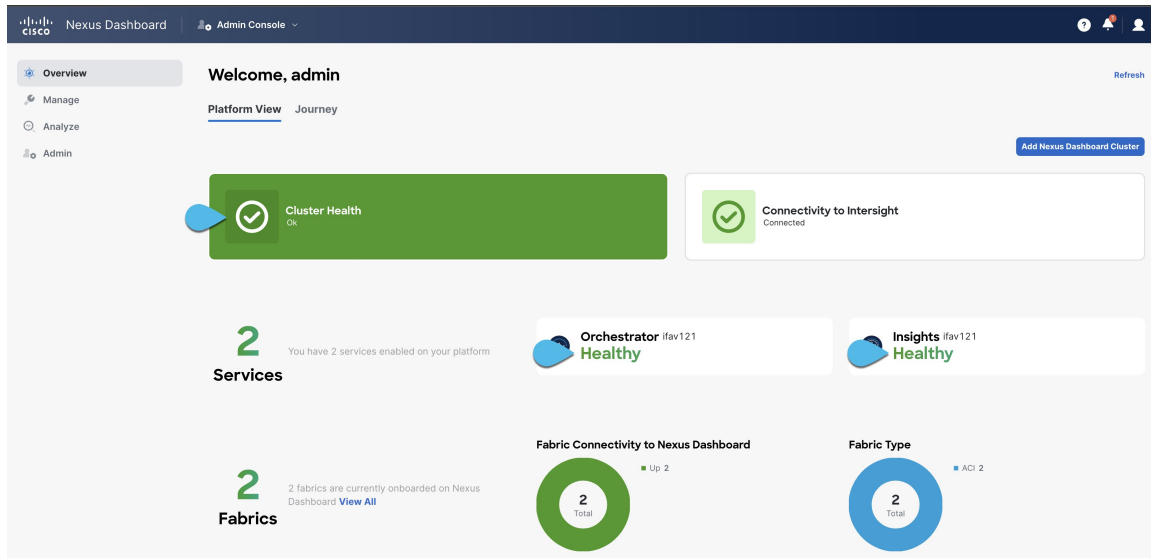 CISCO Nexus Dashboard Admin Console
Overview
Manage
Analyze
Admin
Welcome, admin
Refresh
Platform View Journey
Add Nexus Dashboard Cluster
Cluster Health
Ok
Connectivity to Intersight
Connected
2
Services
You have 2 services enabled on your platform
Orchestrator ifav121
Healthy
Insights ifav121
Healthy
2
Fabrics
2 fabrics are currently onboarded on Nexus
Dashboard View All
Fabric Connectivity to Nexus Dashboard
Up 2
2
Total
Fabric Type
ACI 2
2
Total